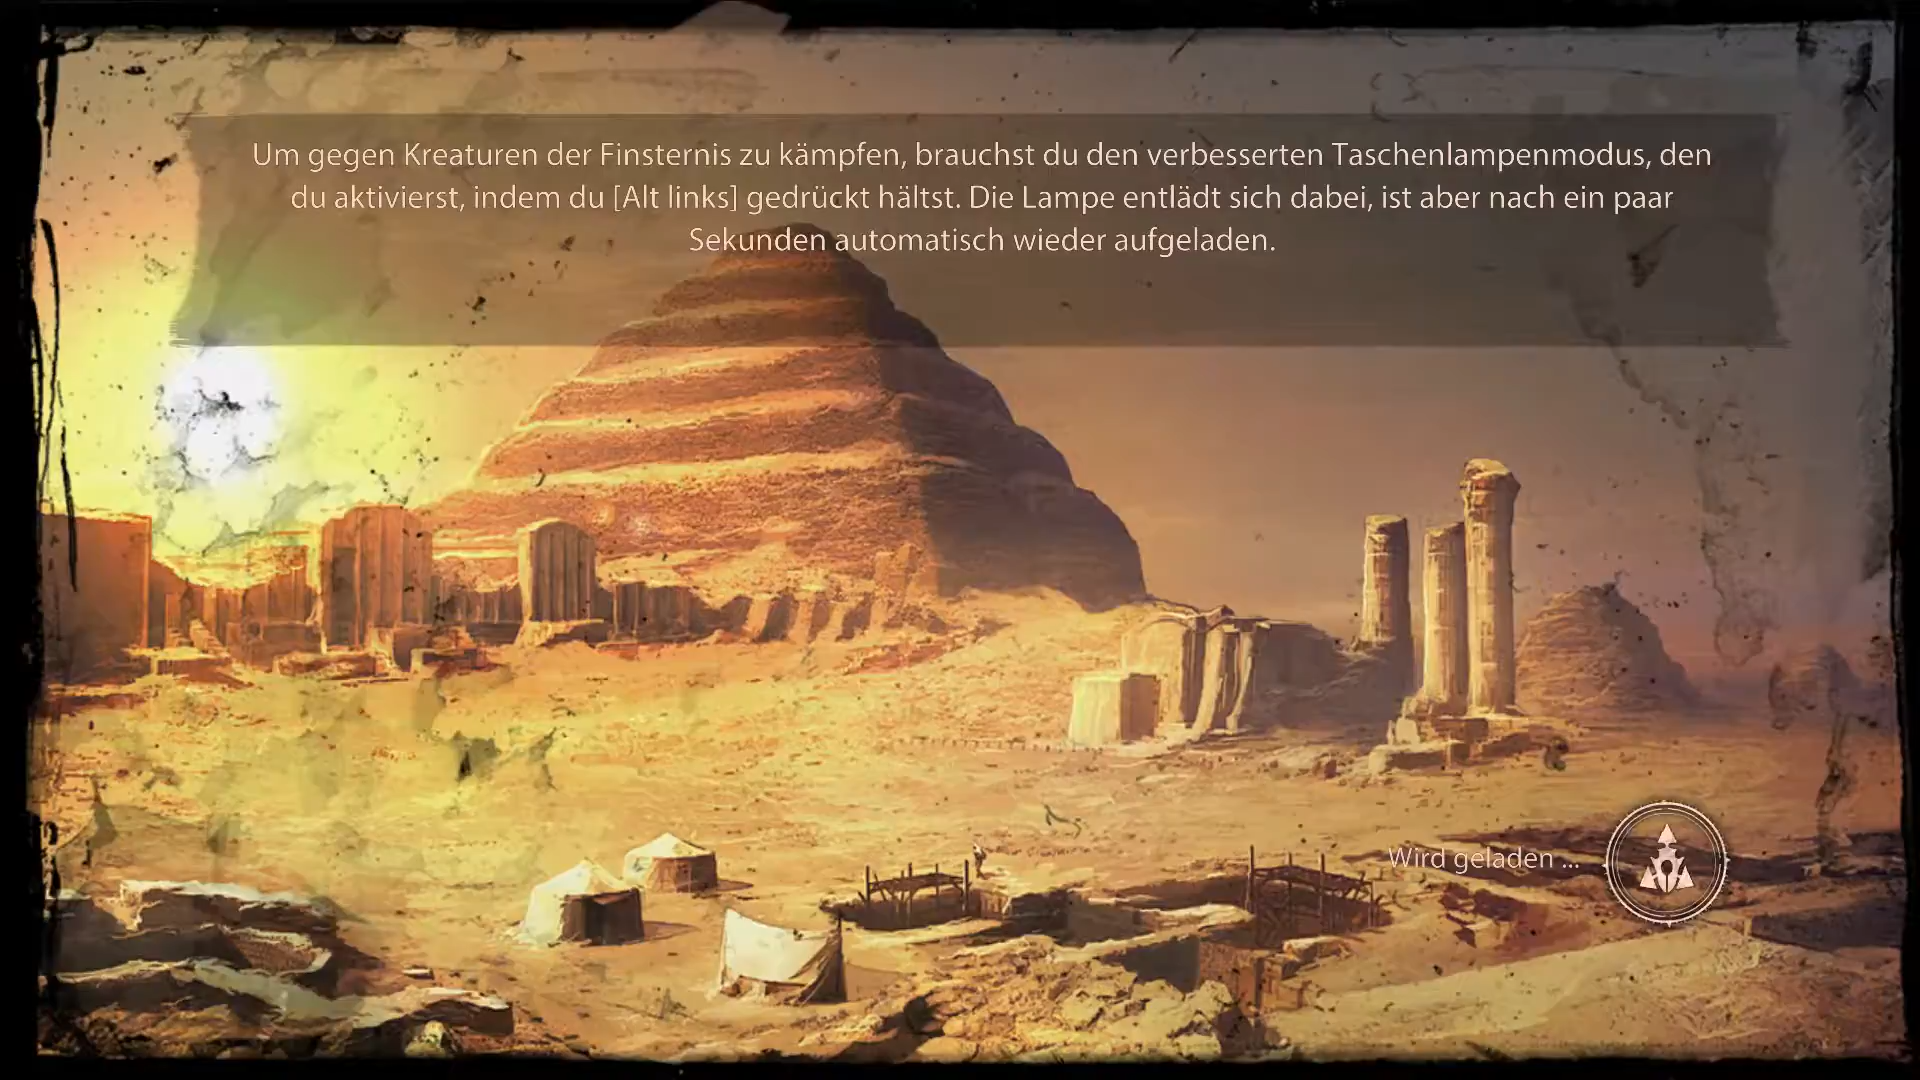 Um gegen Kreaturen der Finsternis zu kämpfen, brauchst du den verbesserten Taschenlampenmodus, den
du aktivierst, indem du [Alt links] gedrückt hältst. Die Lampe entlädt sich dabei, ist aber nach ein paar
Sekunden automatisch wieder aufgeladen.
Wird geladen ...